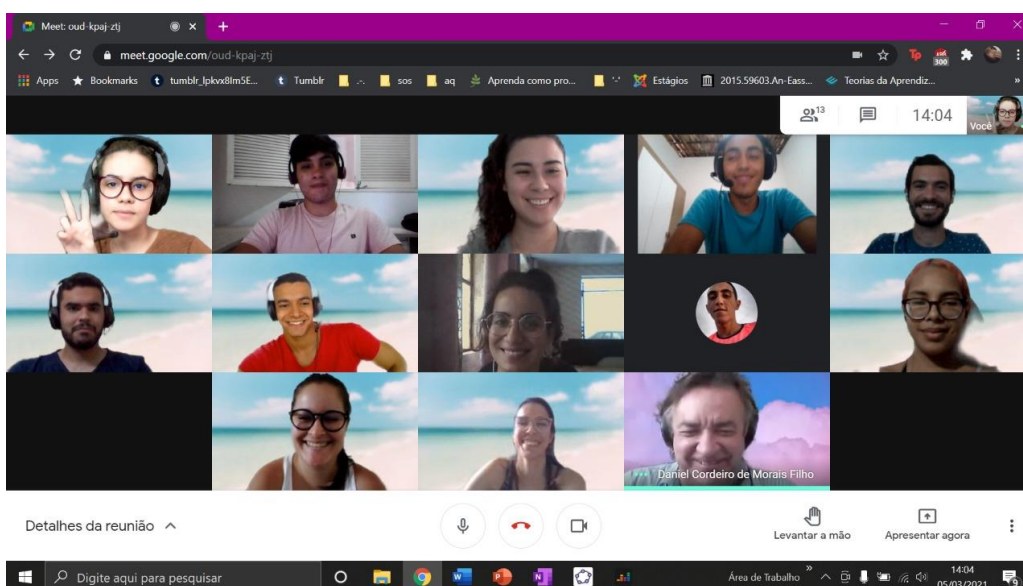 Meet: oud-kpaj-ztj
meet.google.com/oud-kpaj-ztj
Apps Bookmarks tumblr_lpkvx8Im5E... Tumblr .-. sos aq Aprenda como pro... Estágios 2015.59603.An-Eass... Teorias da Aprendiz... »
13 14:04 Você
Daniel Cordeiro de Morais Filho
Detalhes da reunião
Levantar a mão Apresentar agora
Digite aqui para pesquisar
Área de Trabalho » 14:04
05/03/2021